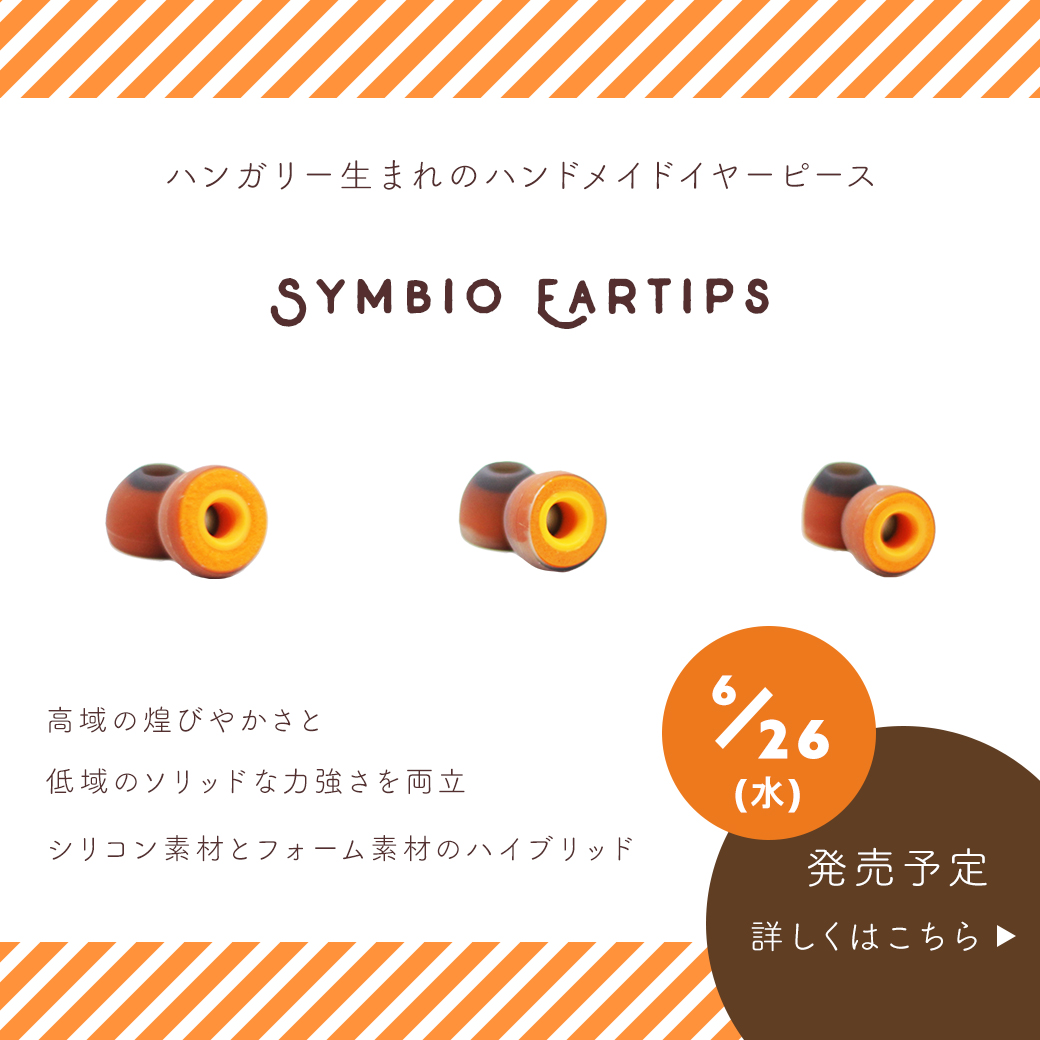 ハンガリー生まれのハンドメイドイヤーピース
SYMBIO EARTIPS
高域の煌びやかさと
低域のソリッドな力強さを両立
シリコン素材とフォーム素材のハイブリッド
6/26
(水)
発売予定
詳しくはこちら ▶